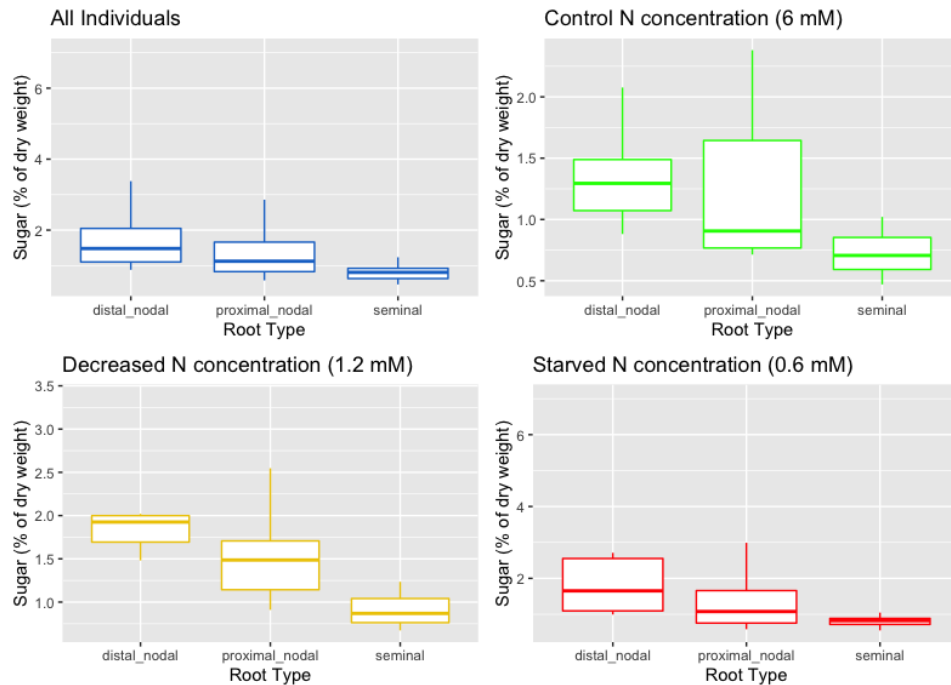 All Individuals
Sugar (% of dry weight)
6
4
2
distal_nodal proximal_nodal seminal
Root Type
Control N concentration (6 mM)
Sugar (% of dry weight)
2.0
1.5
1.0
0.5
distal_nodal proximal_nodal seminal
Root Type
Decreased N concentration (1.2 mM)
Sugar (% of dry weight)
3.5
3.0
2.5
2.0
1.5
1.0
distal_nodal proximal_nodal seminal
Root Type
Starved N concentration (0.6 mM)
Sugar (% of dry weight)
6
4
2
distal_nodal proximal_nodal seminal
Root Type